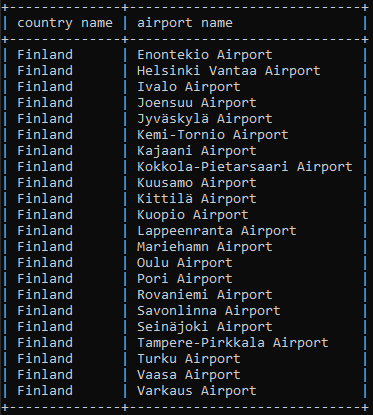 country name | airport name
Finland | Enontekio Airport
Finland | Helsinki Vantaa Airport
Finland | Ivalo Airport
Finland | Joensuu Airport
Finland | Jyväskylä Airport
Finland | Kemi-Tornio Airport
Finland | Kajaani Airport
Finland | Kokkola-Pietarsaari Airport
Finland | Kuusamo Airport
Finland | Kittilä Airport
Finland | Kuopio Airport
Finland | Lappeenranta Airport
Finland | Mariehamn Airport
Finland | Oulu Airport
Finland | Pori Airport
Finland | Rovaniemi Airport
Finland | Savonlinna Airport
Finland | Seinäjoki Airport
Finland | Tampere-Pirkkala Airport
Finland | Turku Airport
Finland | Vaasa Airport
Finland | Varkaus Airport